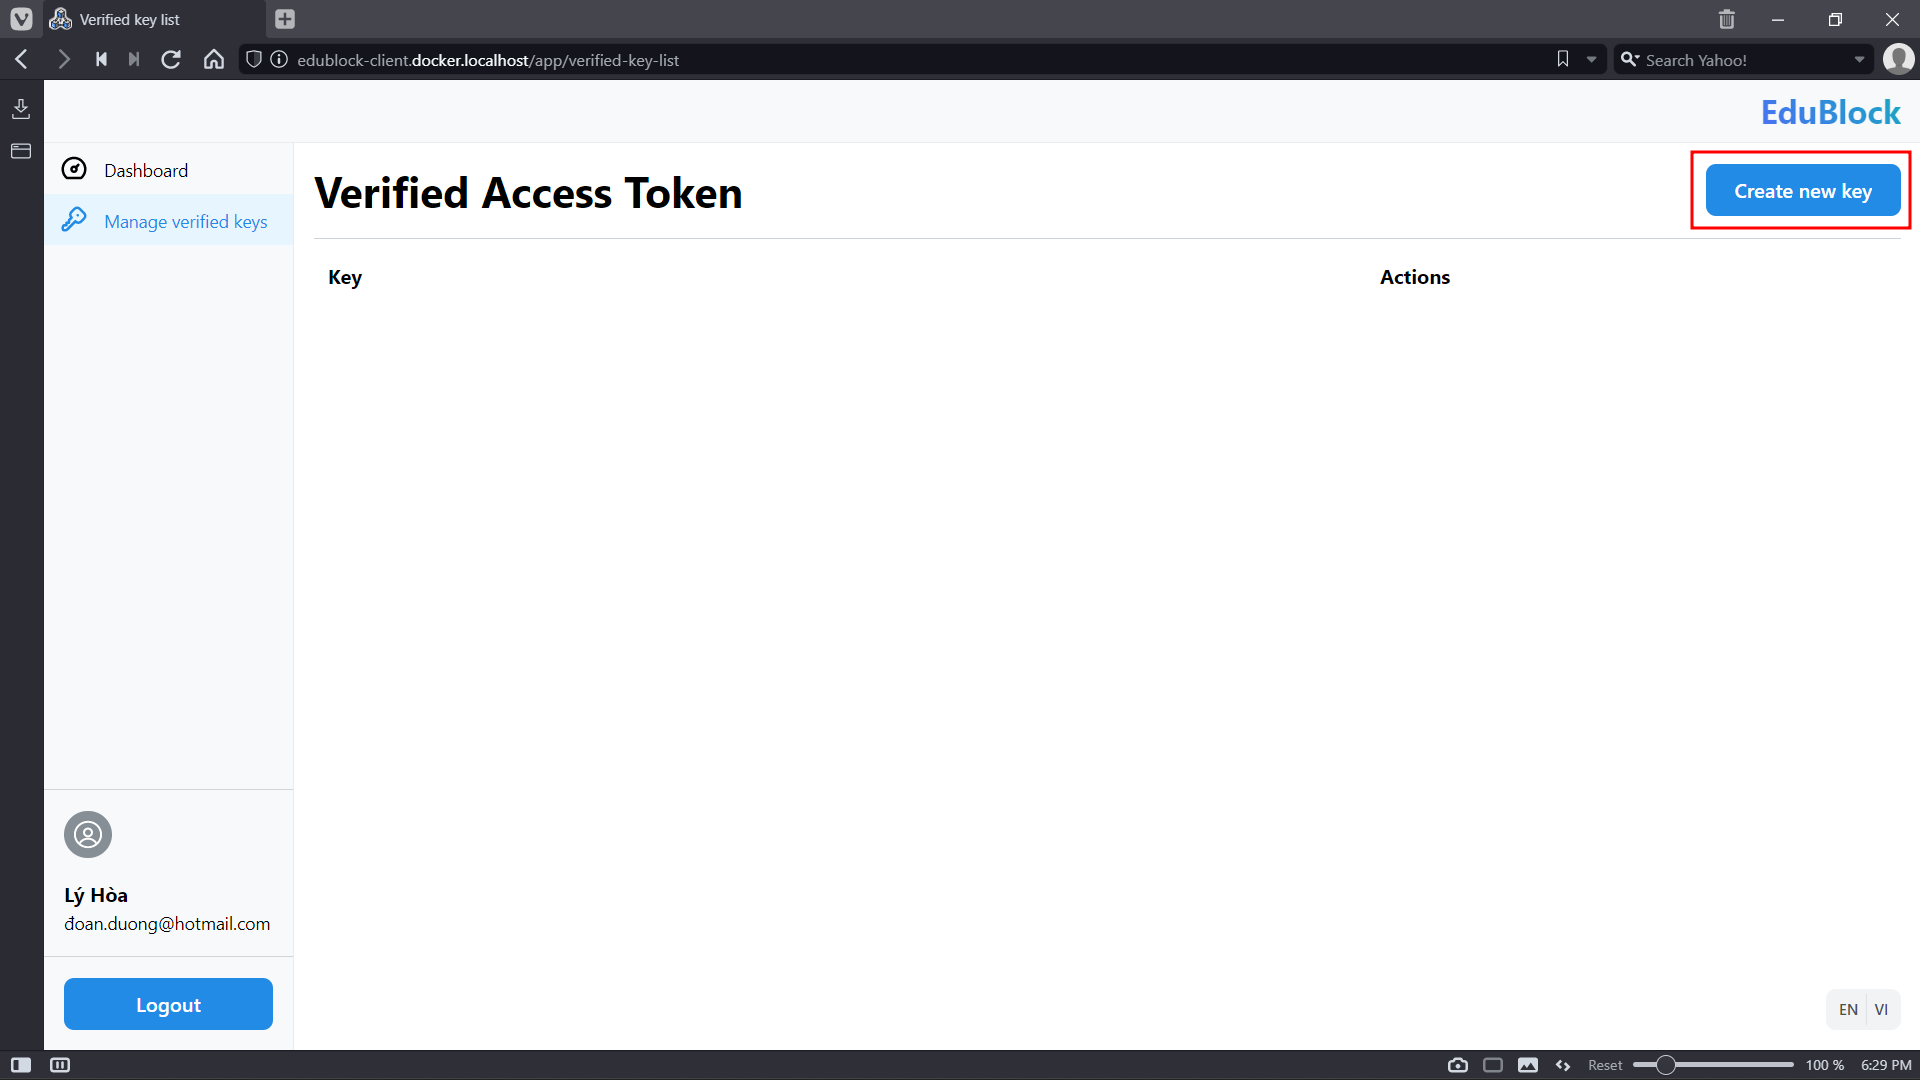 Verified key list
edublock-client.docker.localhost/app/verified-key-list
Search Yahoo!
EduBlock
Dashboard
Manage verified keys
Verified Access Token
Create new key
Key
Actions
Lý Hòa
đoan.duong@hotmail.com
Logout
EN
VI
Reset
100 %
6:29 PM